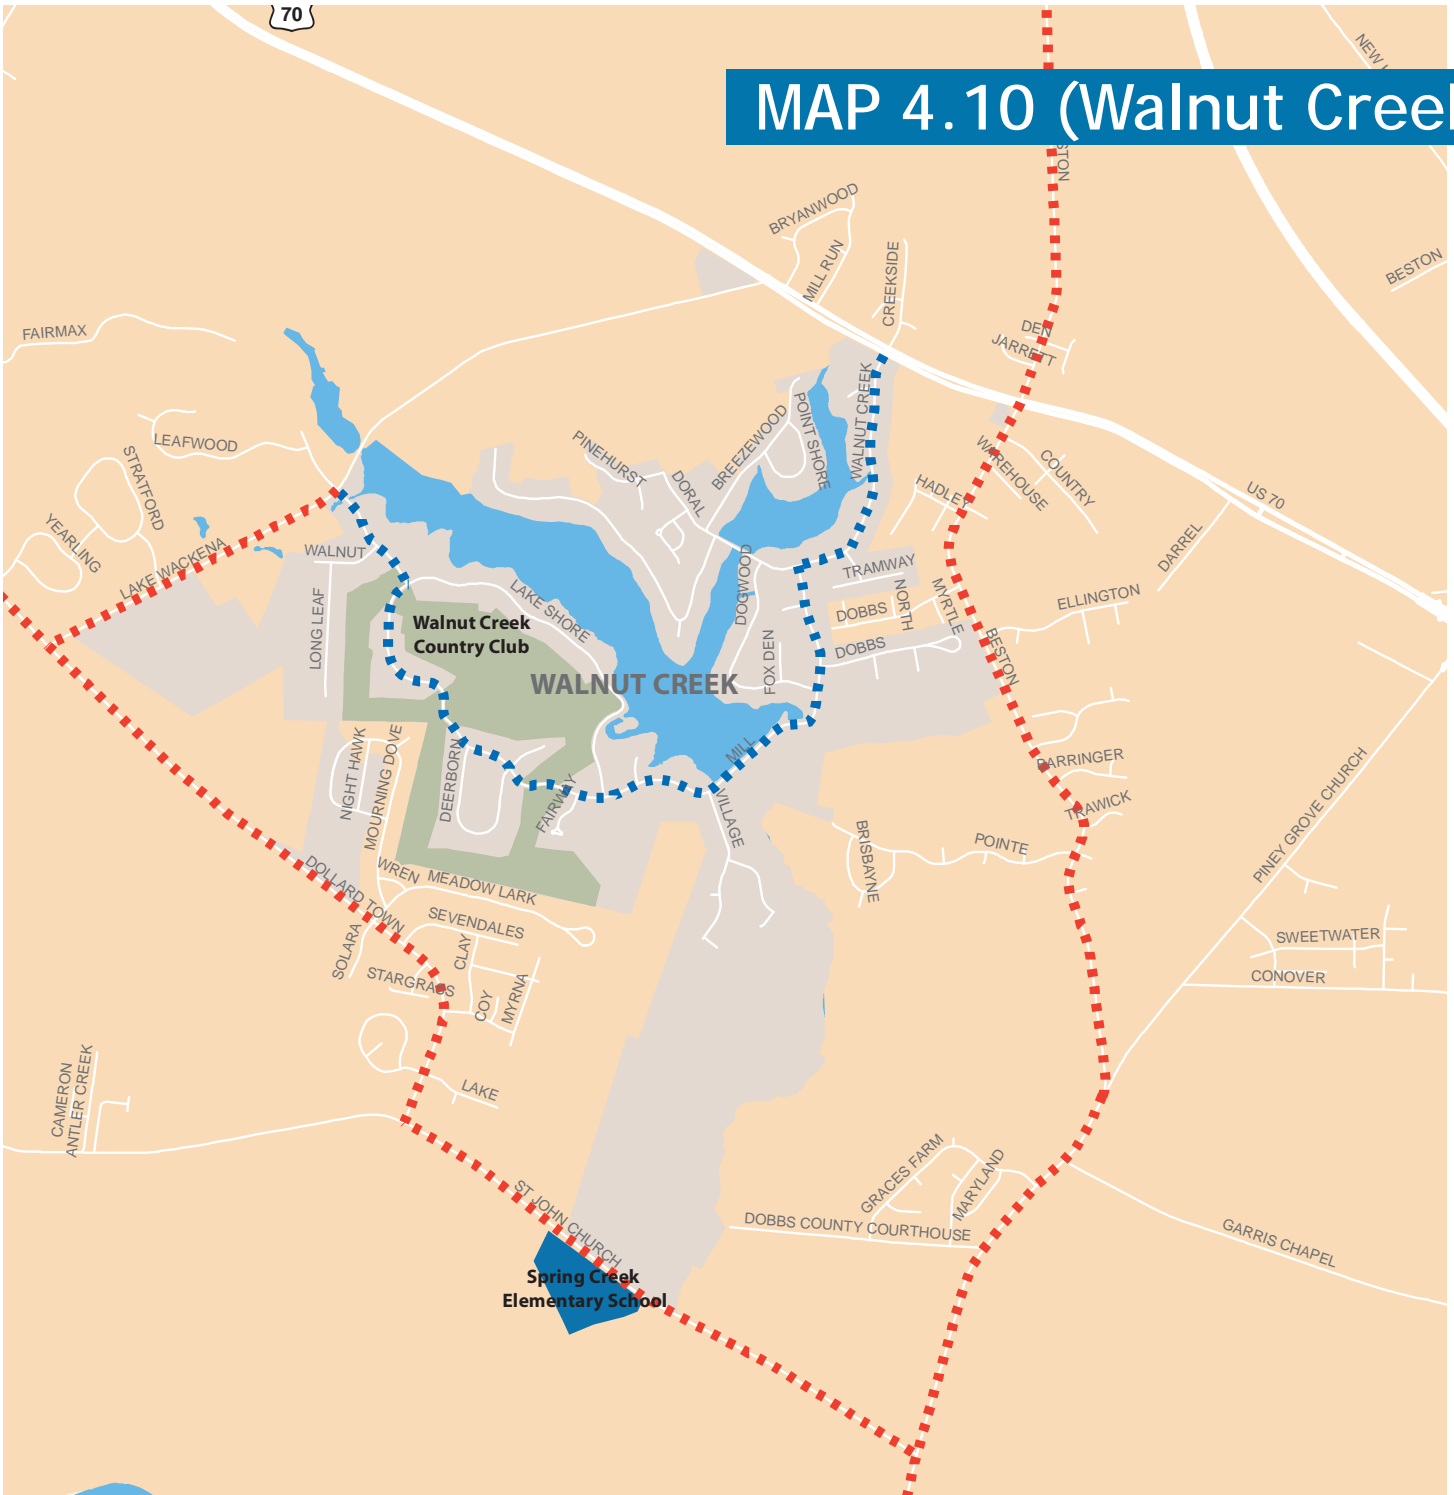 70
MAP 4.10 (Walnut Cree
BRYANWOOD
MILL RUN
CREEKSIDE
BESTON
FAIRMAX
DEN
JARRETT
LEAFWOOD
STRATFORD
YEARLING
LAKE WACKENA
WALNUT
LONG LEAF
PINEHURST
DORAL
BREEZEWOOD
POINT SHORE
WALNUT CREEK
HADLEY
WAREHOUSE
COUNTRY
US 70
DARREL
Walnut Creek
Country Club
LAKE SHORE
WALNUT CREEK
DOGWOOD
FOX DEN
TRAMWAY
DOBBS
NORTH
DOBBS
MYRTLE
BESTON
ELLINGTON
NIGHT HAWK
MOURNING DOVE
DEERBORN
FAIRWAY
MILL
VILLAGE
BARRINGER
TRAWICK
BRISBAYNE
POINTE
PINEY GROVE CHURCH
DOLLARD TOWN
WREN
MEADOW LARK
SEVENDALES
SOLARA
STARGRASS
CLAY
COY
MYRNA
SWEETWATER
CONOVER
CAMERON
ANTLER CREEK
LAKE
ST JOHN CHURCH
GRACES FARM
MARYLAND
DOBBS COUNTY COURTHOUSE
GARRIS CHAPEL
Spring Creek
Elementary School